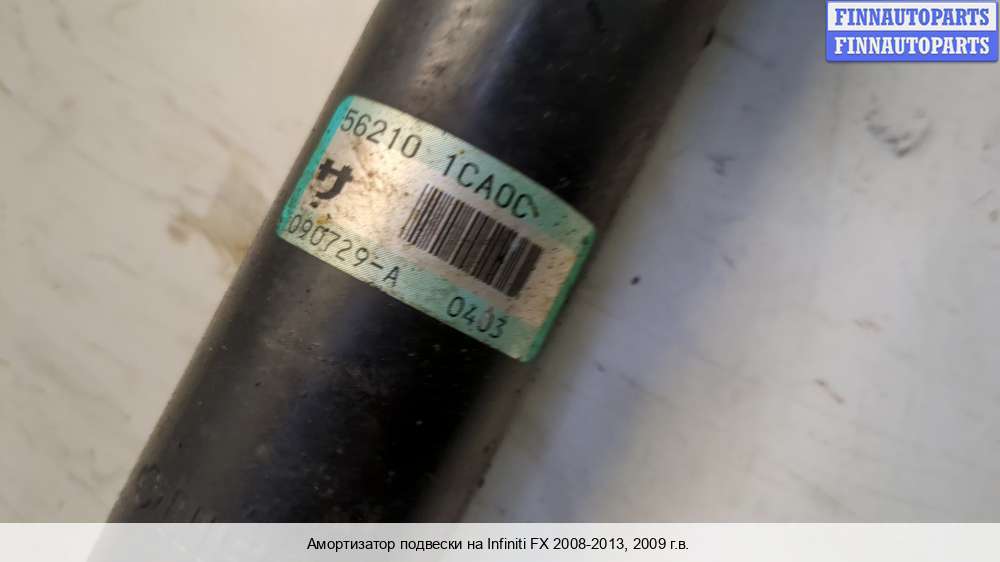 FINNAUTOPARTS
FINNAUTOPARTS
56210 1CA0C
サ
090729-A 0403
Амортизатор подвески на Infiniti FX 2008-2013, 2009 г.в.